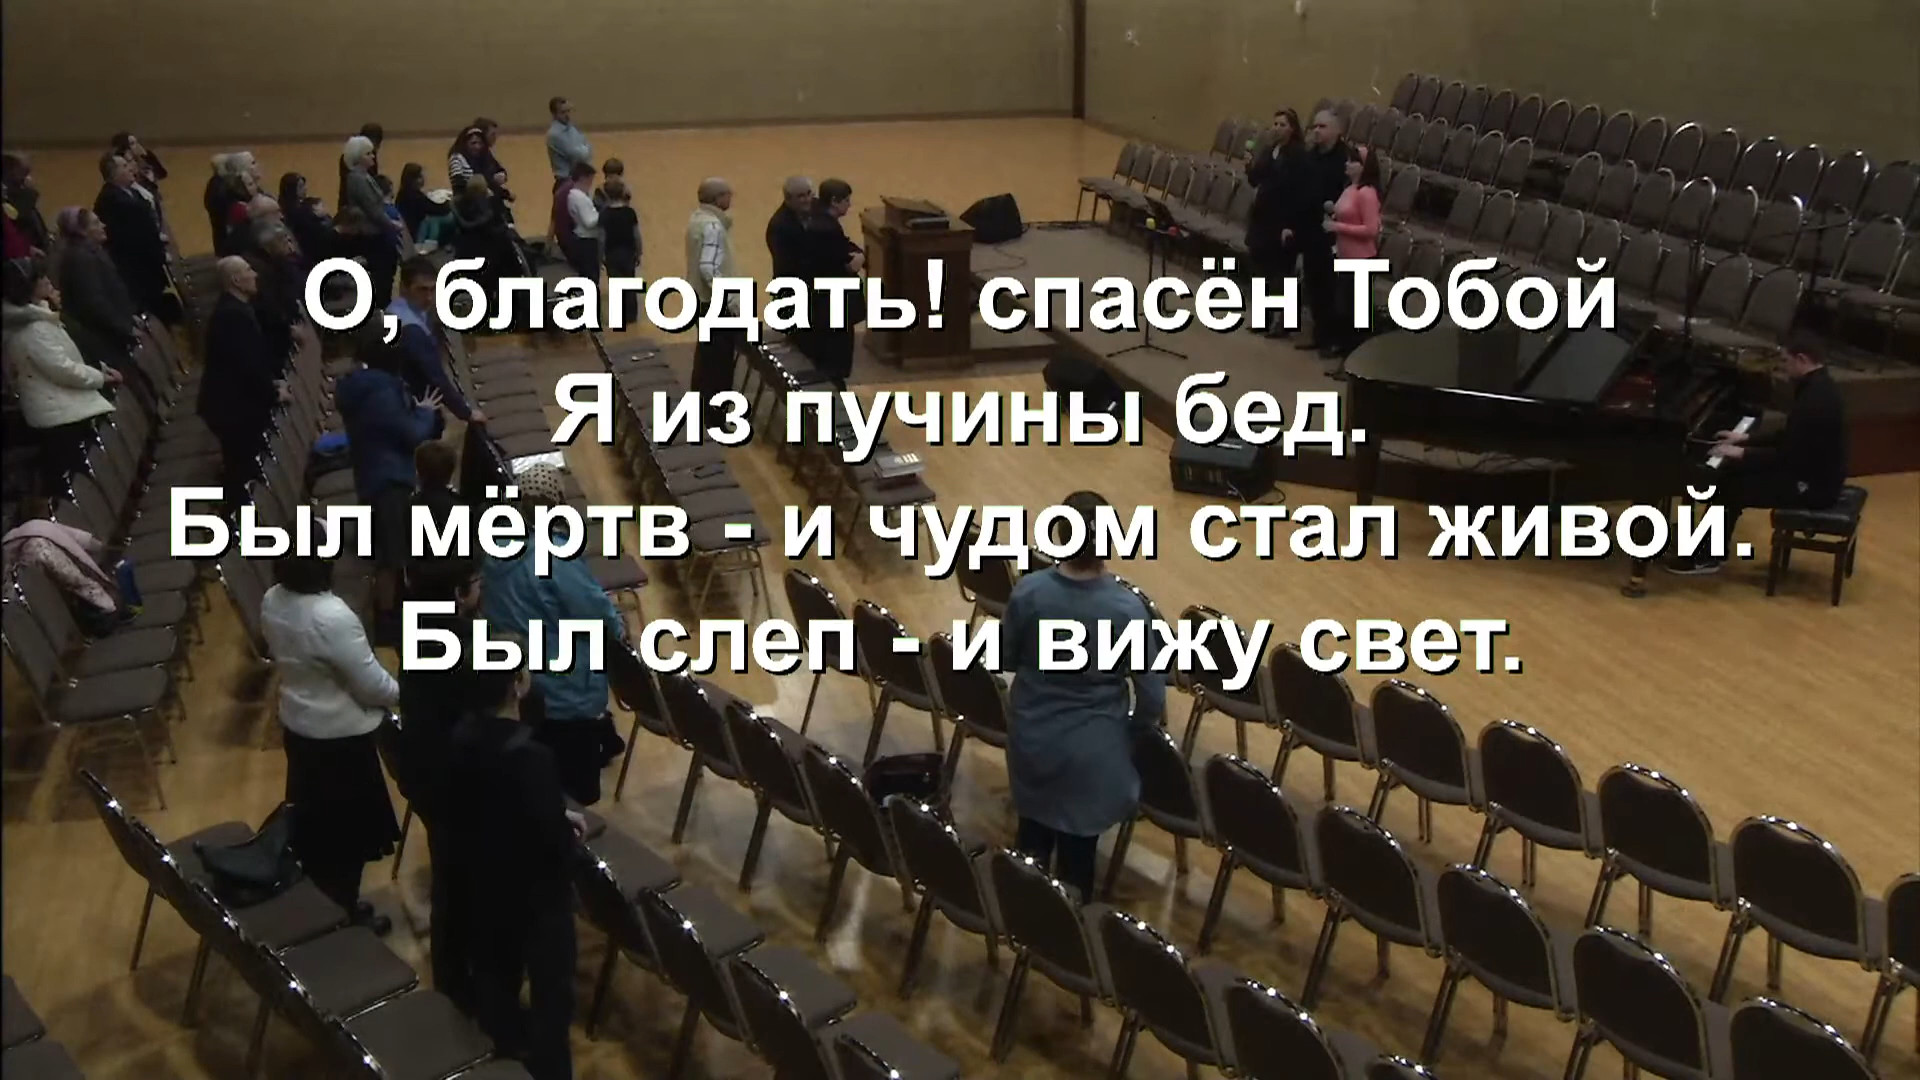 О, благодать! спасён Тобой
Я из пучины бед.
Был мёртв - и чудом стал живой.
Был слеп - и вижу свет.